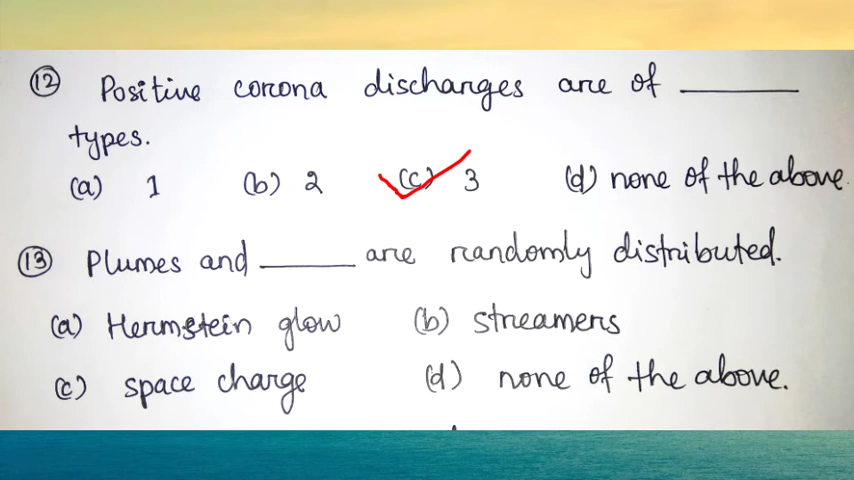 (12) Positive corona discharges are of ______
types.
(a) 1 (b) 2 (c) 3 (d) none of the above.
(13) Plumes and ______ are randomly distributed.
(a) Hermstein glow (b) streamers
(c) space charge (d) none of the above.